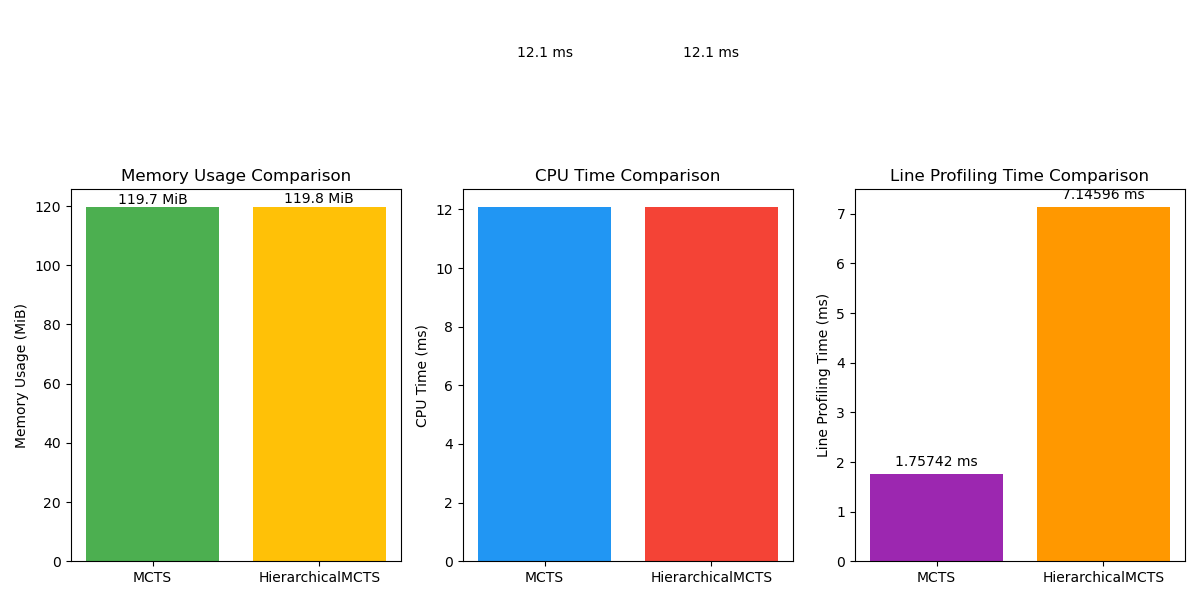 12.1 ms 12.1 ms
Memory Usage Comparison
119.7 MiB 119.8 MiB
Memory Usage (MiB)
120
100
80
60
40
20
0
MCTS HierarchicalMCTS
CPU Time Comparison
CPU Time (ms)
12
10
8
6
4
2
0
MCTS HierarchicalMCTS
Line Profiling Time Comparison
7.14596 ms
1.75742 ms
Line Profiling Time (ms)
7
6
5
4
3
2
1
0
MCTS HierarchicalMCTS